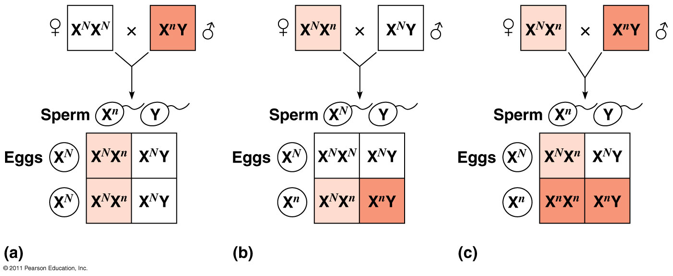 ♀ XᴺXᴺ × XⁿY ♂
Sperm Xⁿ Y
Eggs Xᴺ XᴺXⁿ XᴺY
Xᴺ XᴺXⁿ XᴺY
(a)
♀ XᴺXⁿ × XᴺY ♂
Sperm Xᴺ Y
Eggs Xᴺ XᴺXᴺ XᴺY
Xⁿ XᴺXⁿ XⁿY
(b)
♀ XᴺXⁿ × XⁿY ♂
Sperm Xⁿ Y
Eggs Xᴺ XᴺXⁿ XᴺY
Xⁿ XⁿXⁿ XⁿY
(c)
© 2011 Pearson Education, Inc.